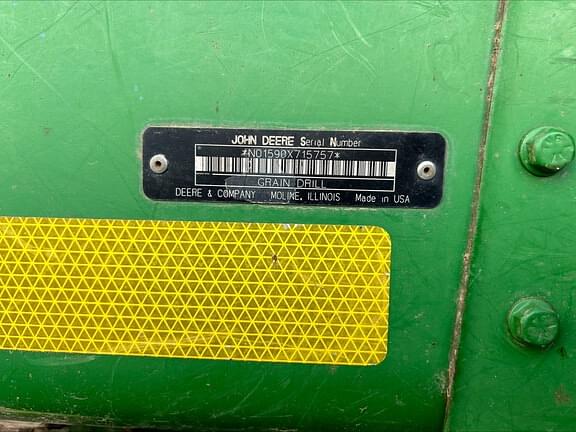 JOHN DEERE Serial Number
*N01590X715757*
GRAIN DRILL
DEERE & COMPANY MOLINE, ILLINOIS Made in USA